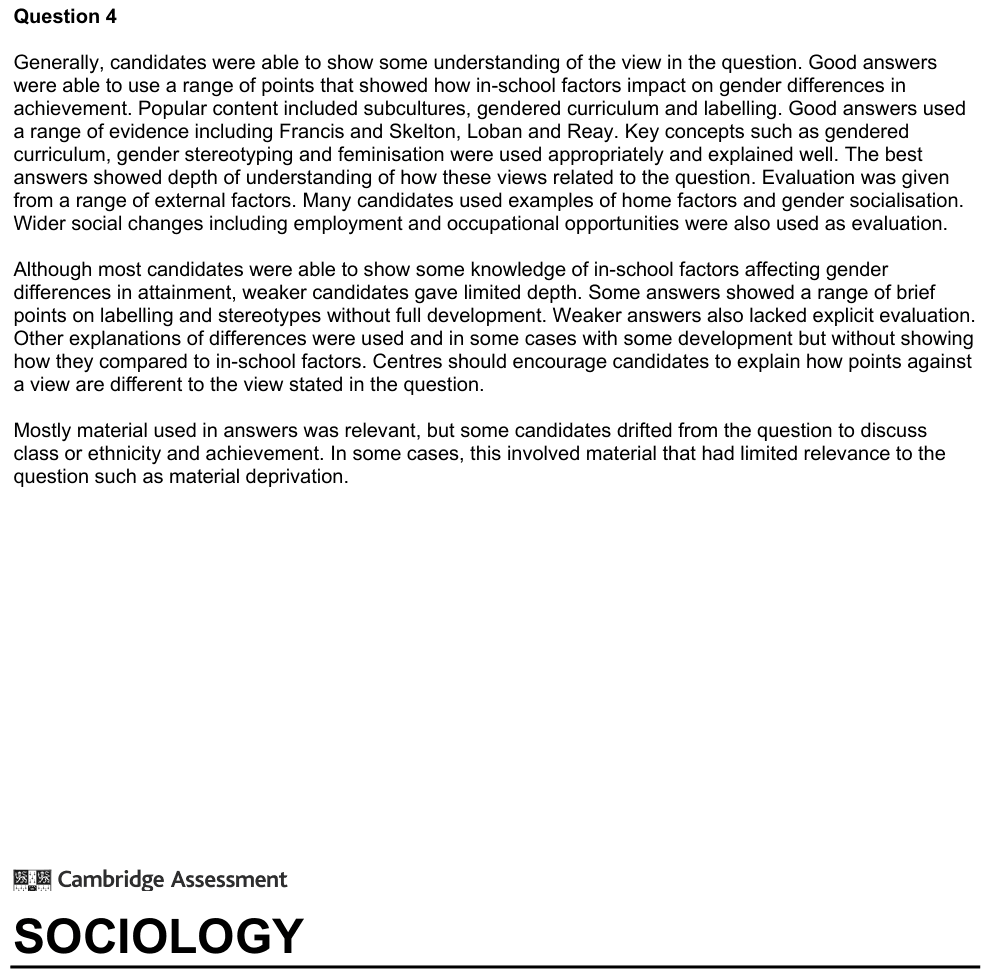 Question 4
Generally, candidates were able to show some understanding of the view in the question. Good answers
were able to use a range of points that showed how in-school factors impact on gender differences in
achievement. Popular content included subcultures, gendered curriculum and labelling. Good answers used
a range of evidence including Francis and Skelton, Loban and Reay. Key concepts such as gendered
curriculum, gender stereotyping and feminisation were used appropriately and explained well. The best
answers showed depth of understanding of how these views related to the question. Evaluation was given
from a range of external factors. Many candidates used examples of home factors and gender socialisation.
Wider social changes including employment and occupational opportunities were also used as evaluation.
Although most candidates were able to show some knowledge of in-school factors affecting gender
differences in attainment, weaker candidates gave limited depth. Some answers showed a range of brief
points on labelling and stereotypes without full development. Weaker answers also lacked explicit evaluation.
Other explanations of differences were used and in some cases with some development but without showing
how they compared to in-school factors. Centres should encourage candidates to explain how points against
a view are different to the view stated in the question.
Mostly material used in answers was relevant, but some candidates drifted from the question to discuss
class or ethnicity and achievement. In some cases, this involved material that had limited relevance to the
question such as material deprivation.
Cambridge Assessment
SOCIOLOGY